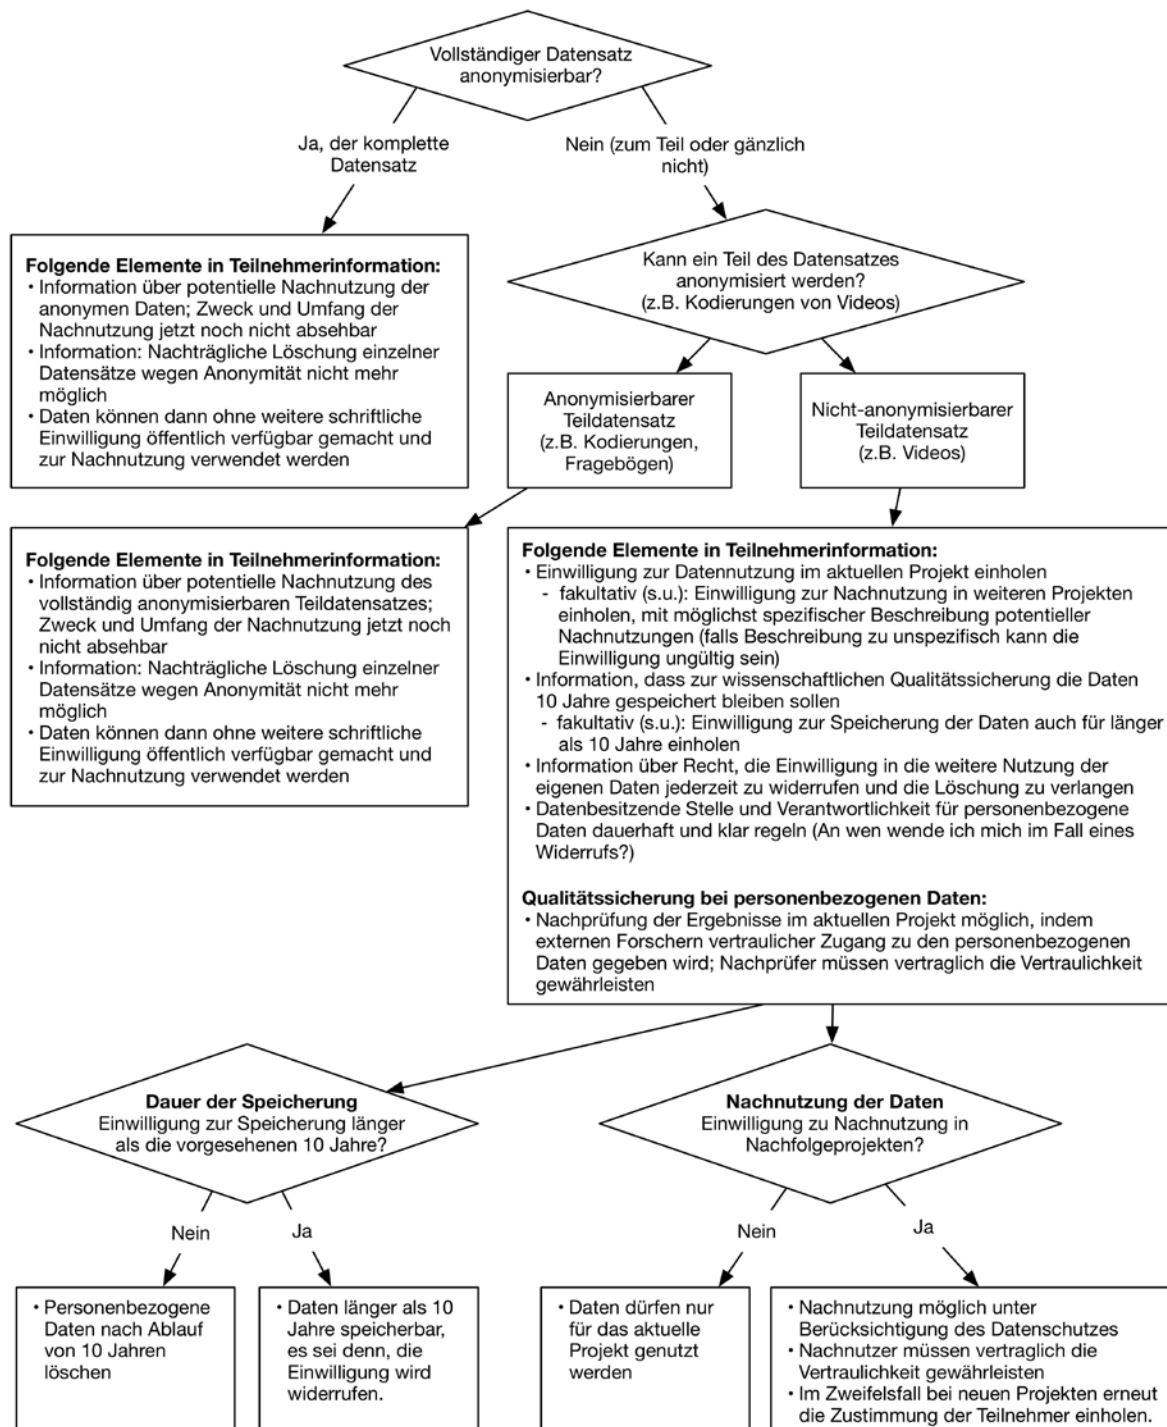 Vollständiger Datensatz
anonymisierbar?
Ja, der komplette
Datensatz
Nein (zum Teil oder gänzlich
nicht)
Folgende Elemente in Teilnehmerinformation:
• Information über potentielle Nachnutzung der
anonymen Daten; Zweck und Umfang der
Nachnutzung jetzt noch nicht absehbar
• Information: Nachträgliche Löschung einzelner
Datensätze wegen Anonymität nicht mehr
möglich
• Daten können dann ohne weitere schriftliche
Einwilligung öffentlich verfügbar gemacht und
zur Nachnutzung verwendet werden
Kann ein Teil des Datensatzes
anonymisiert werden?
(z.B. Kodierungen von Videos)
Anonymisierbarer
Teildatensatz
(z.B. Kodierungen,
Fragebögen)
Nicht-anonymisierbarer
Teildatensatz
(z.B. Videos)
Folgende Elemente in Teilnehmerinformation:
• Information über potentielle Nachnutzung des
vollständig anonymisierbaren Teildatensatzes;
Zweck und Umfang der Nachnutzung jetzt noch
nicht absehbar
• Information: Nachträgliche Löschung einzelner
Datensätze wegen Anonymität nicht mehr
möglich
• Daten können dann ohne weitere schriftliche
Einwilligung öffentlich verfügbar gemacht und
zur Nachnutzung verwendet werden
Folgende Elemente in Teilnehmerinformation:
• Einwilligung zur Datennutzung im aktuellen Projekt einholen
- fakultativ (s.u.): Einwilligung zur Nachnutzung in weiteren Projekten
einholen, mit möglichst spezifischer Beschreibung potentieller
Nachnutzungen (falls Beschreibung zu unspezifisch kann die
Einwilligung ungültig sein)
• Information, dass zur wissenschaftlichen Qualitätssicherung die Daten
10 Jahre gespeichert bleiben sollen
- fakultativ (s.u.): Einwilligung zur Speicherung der Daten auch für länger
als 10 Jahre einholen
• Information über Recht, die Einwilligung in die weitere Nutzung der
eigenen Daten jederzeit zu widerrufen und die Löschung zu verlangen
• Datenbesitzende Stelle und Verantwortlichkeit für personenbezogene
Daten dauerhaft und klar regeln (An wen wende ich mich im Fall eines
Widerrufs?)
Qualitätssicherung bei personenbezogenen Daten:
• Nachprüfung der Ergebnisse im aktuellen Projekt möglich, indem
externen Forschern vertraulicher Zugang zu den personenbezogenen
Daten gegeben wird; Nachprüfer müssen vertraglich die Vertraulichkeit
gewährleisten
Dauer der Speicherung
Einwilligung zur Speicherung länger
als die vorgesehenen 10 Jahre?
Nachnutzung der Daten
Einwilligung zu Nachnutzung in
Nachfolgeprojekten?
Nein
Ja
Nein
Ja
• Personenbezogene
Daten nach Ablauf
von 10 Jahren
löschen
• Daten länger als 10
Jahre speicherbar,
es sei denn, die
Einwilligung wird
widerrufen.
• Daten dürfen nur
für das aktuelle
Projekt genutzt
werden
• Nachnutzung möglich unter
Berücksichtigung des Datenschutzes
• Nachnutzer müssen vertraglich die
Vertraulichkeit gewährleisten
• Im Zweifelsfall bei neuen Projekten erneut
die Zustimmung der Teilnehmer einholen.